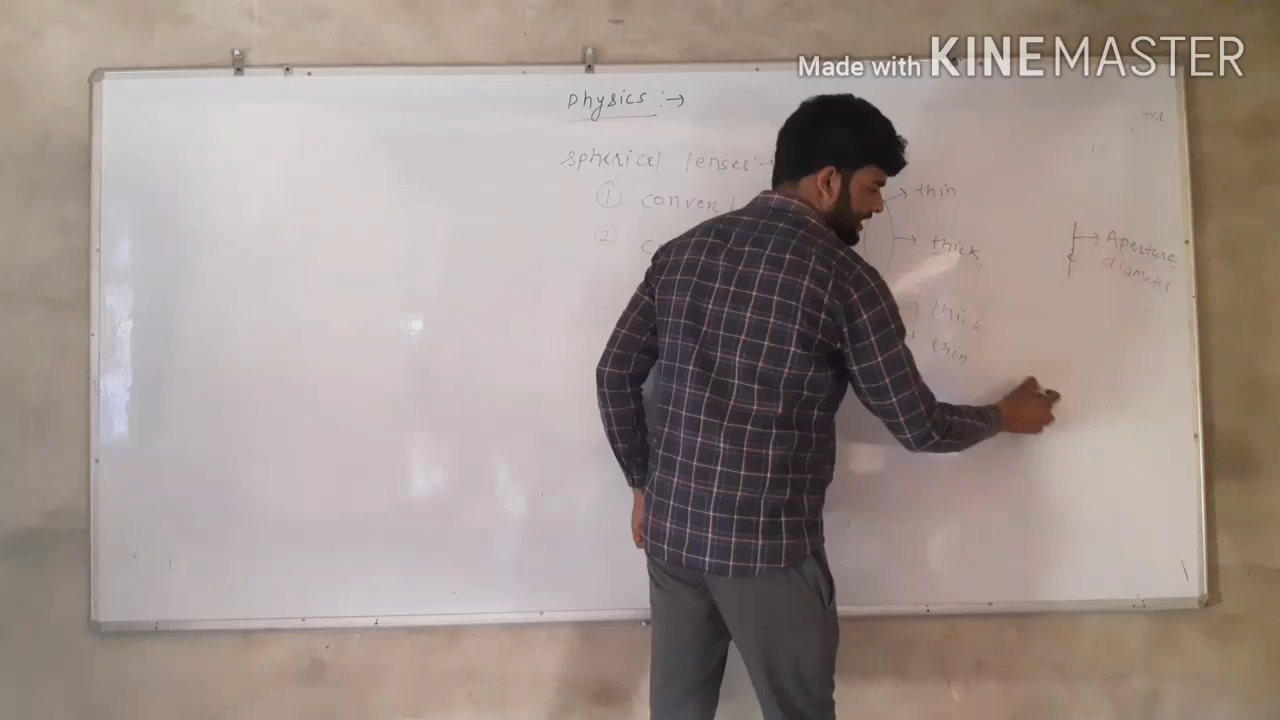 Made with KINEMASTER
Physics :→
spherical lenses:→
① convex
②
thin
thick
thick
thin
Aperture
diameter